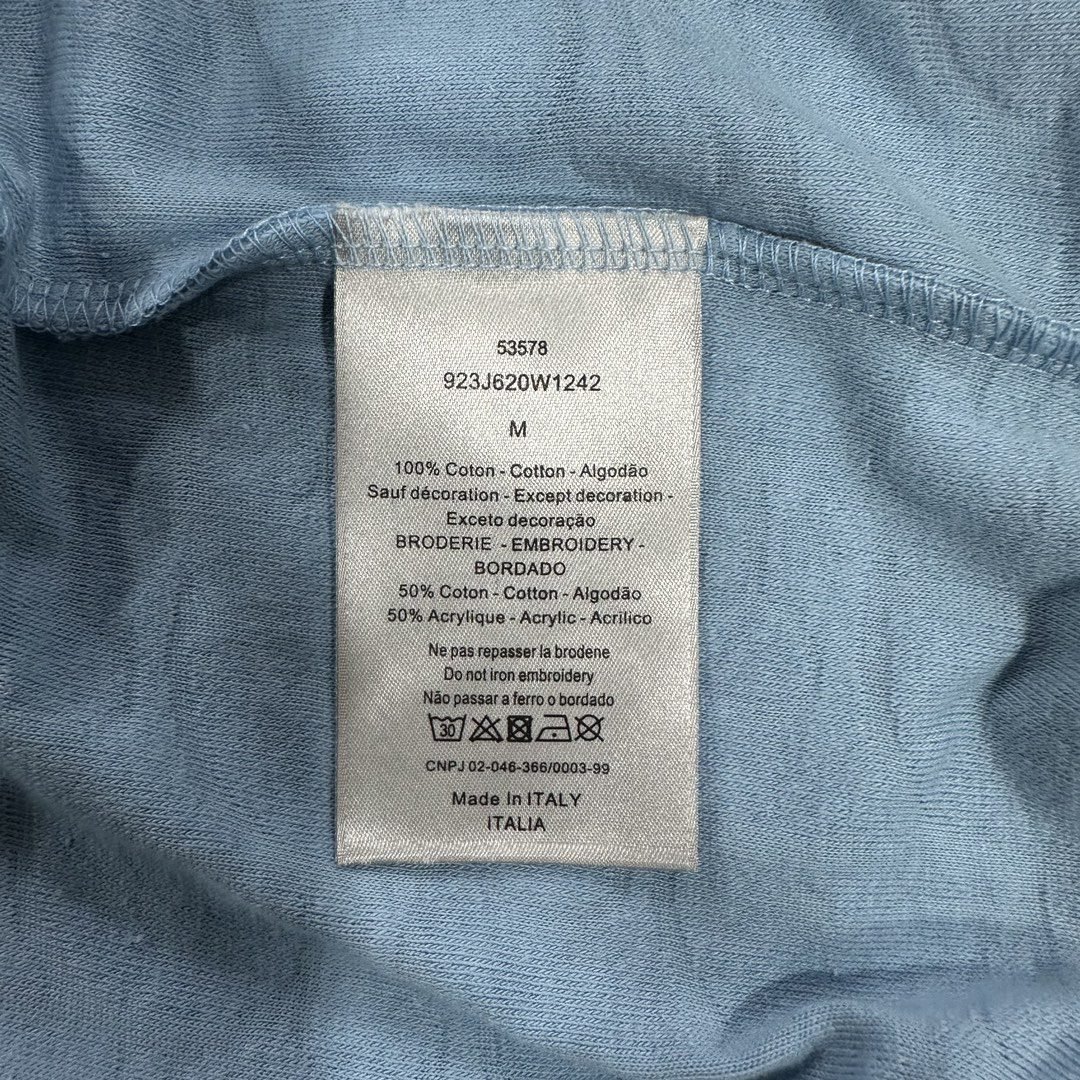 53578
923J620W1242
M
100% Coton - Cotton - Algodão
Sauf décoration - Except decoration -
Exceto decoração
BRODERIE - EMBROIDERY -
BORDADO
50% Coton - Cotton - Algodão
50% Acrylique - Acrylic - Acrilico
Ne pas repasser la brodene
Do not iron embroidery
Não passar a ferro o bordado
30
CNPJ 02-046-366/0003-99
Made In ITALY
ITALIA